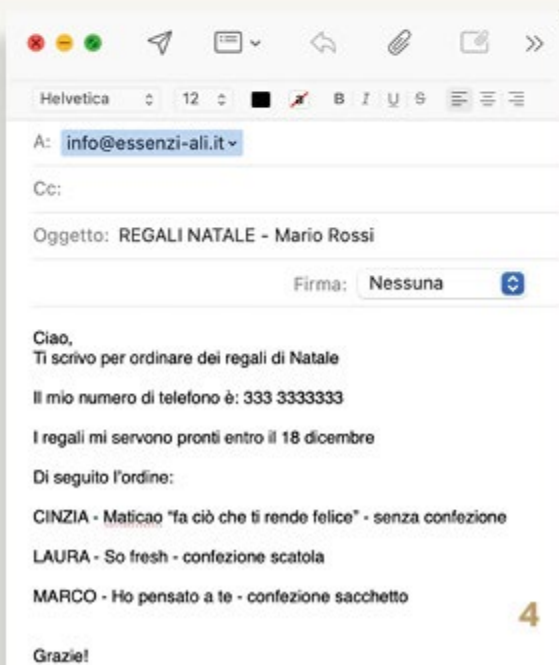 Helvetica 12 a B I U S
A: info@essenzi-ali.it
Cc:
Oggetto: REGALI NATALE - Mario Rossi
Firma: Nessuna
Ciao,
Ti scrivo per ordinare dei regali di Natale
Il mio numero di telefono è: 333 3333333
I regali mi servono pronti entro il 18 dicembre
Di seguito l'ordine:
CINZIA - Maticao “fa ciò che ti rende felice” - senza confezione
LAURA - So fresh - confezione scatola
MARCO - Ho pensato a te - confezione sacchetto
4
Grazie!